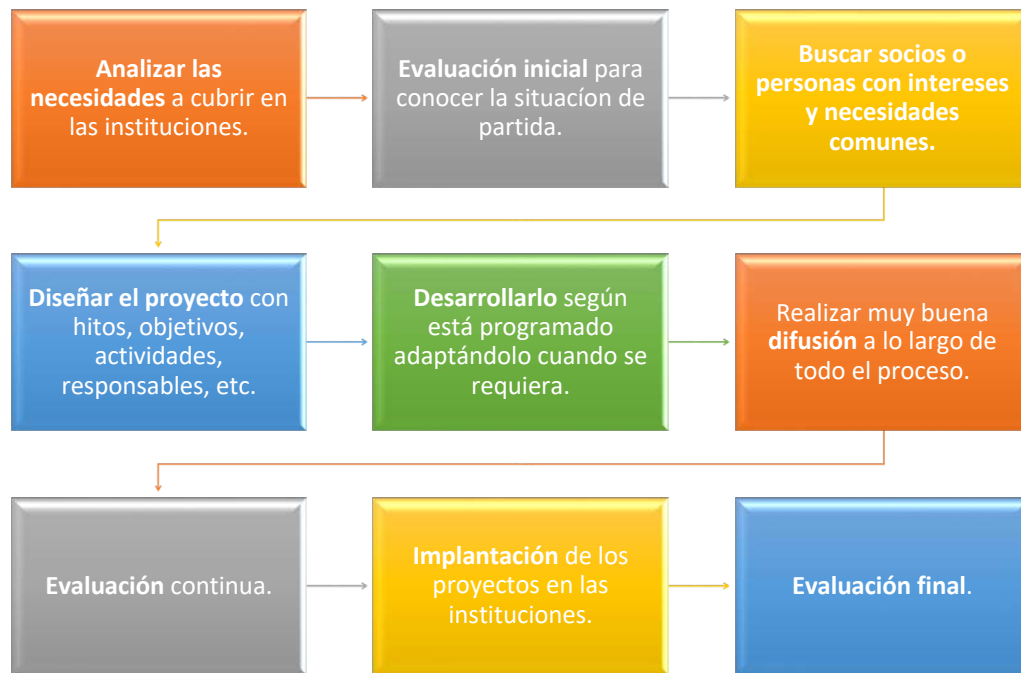 Analizar las
necesidades a cubrir en
las instituciones.
Evaluación inicial para
conocer la situacíon de
partida.
Buscar socios o
personas con intereses
y necesidades
comunes.
Diseñar el proyecto con
hitos, objetivos,
actividades,
responsables, etc.
Desarrollarlo según
está programado
adaptándolo cuando se
requiera.
Realizar muy buena
difusión a lo largo de
todo el proceso.
Evaluación continua.
Implantación de los
proyectos en las
instituciones.
Evaluación final.